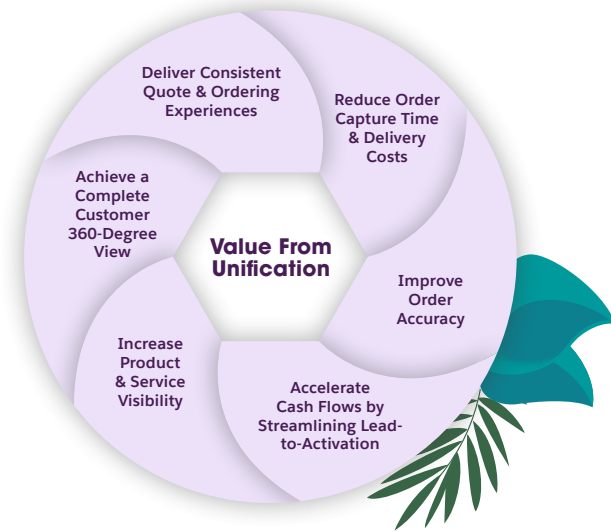 Deliver Consistent
Quote & Ordering
Experiences
Reduce Order
Capture Time
& Delivery
Costs
Achieve a
Complete
Customer
360-Degree
View
Value From
Unification
Improve
Order
Accuracy
Increase
Product
& Service
Visibility
Accelerate
Cash Flows by
Streamlining Lead-
to-Activation